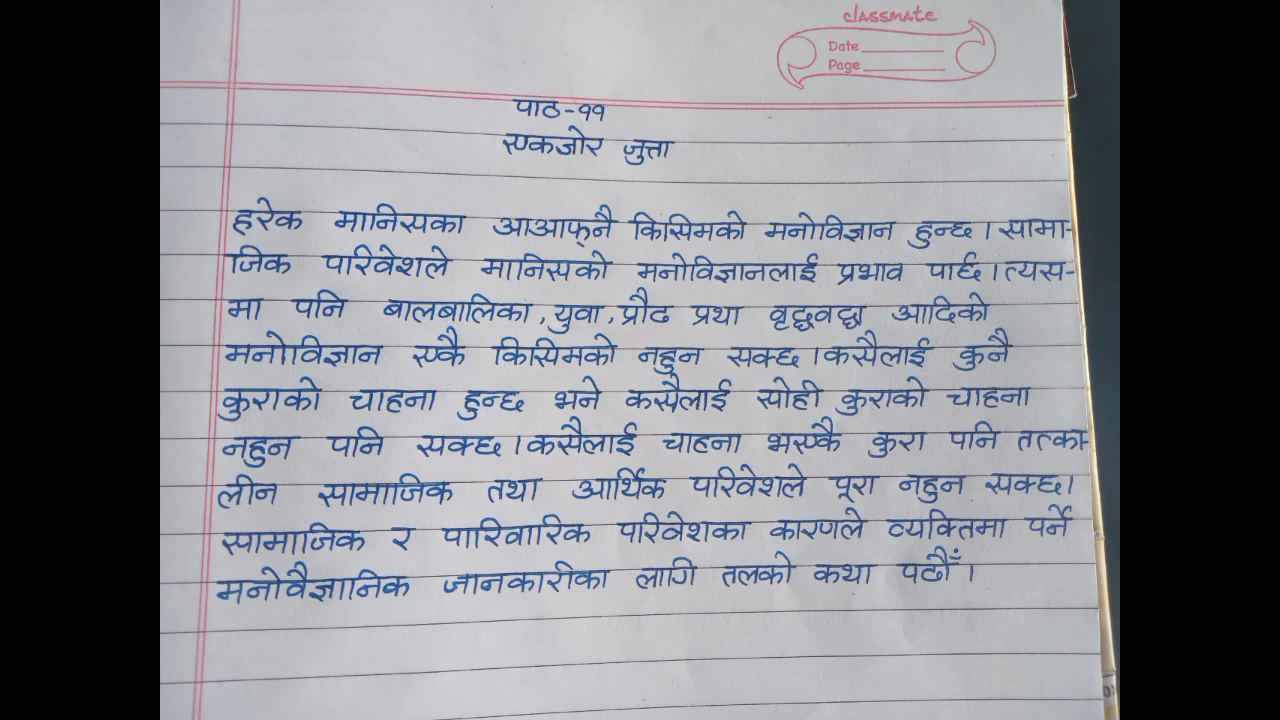 classmate
Date
Page
पाठ-११
एकजोर जुत्ता
हरेक मानिसका आआफ्नै किसिमको मनोविज्ञान हुन्छ । सामा-
जिक परिवेशले मानिसको मनोविज्ञानलाई प्रभाव पार्छ । त्यस-
मा पनि बालबालिका, युवा, प्रौढ प्रथा वृद्धवद्धा आदिको
मनोविज्ञान एकै किसिमको नहुन सक्छ । कसैलाई कुनै
कुराको चाहना हुन्छ भने कसैलाई सोही कुराको चाहना
नहुन पनि सक्छ । कसैलाई चाहना भएकै कुरा पनि तत्का-
लीन सामाजिक तथा आर्थिक परिवेशले पूरा नहुन सक्छ।
सामाजिक र पारिवारिक परिवेशका कारणले व्यक्तिमा पर्ने
मनोवैज्ञानिक जानकारीका लागि तलको कथा पढौँ ।